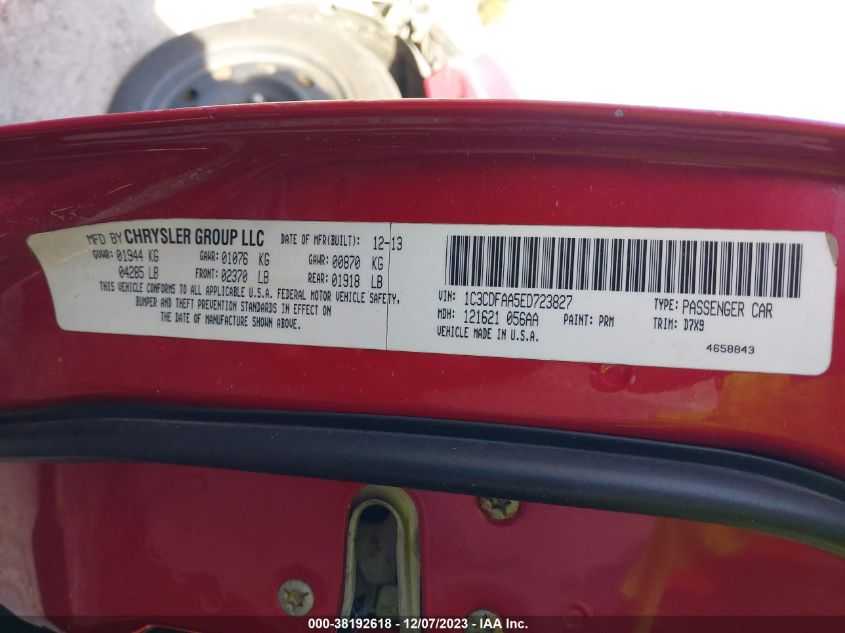 MFD BY CHRYSLER GROUP LLC DATE OF MFR(BUILT): 12-13
GVWR: 01944 KG GAWR: 01076 KG GAWR: 00870 KG
04285 LB FRONT: 02370 LB REAR: 01918 LB
THIS VEHICLE CONFORMS TO ALL APPLICABLE U.S.A. FEDERAL MOTOR VEHICLE SAFETY,
BUMPER AND THEFT PREVENTION STANDARDS IN EFFECT ON
THE DATE OF MANUFACTURE SHOWN ABOVE.
VIN: 1C3CDFAA5ED723827 TYPE: PASSENGER CAR
MDH: 121621 056AA PAINT: PRM TRIM: D7X9
VEHICLE MADE IN U.S.A.
4658843
000-38192618 - 12/07/2023 - IAA Inc.